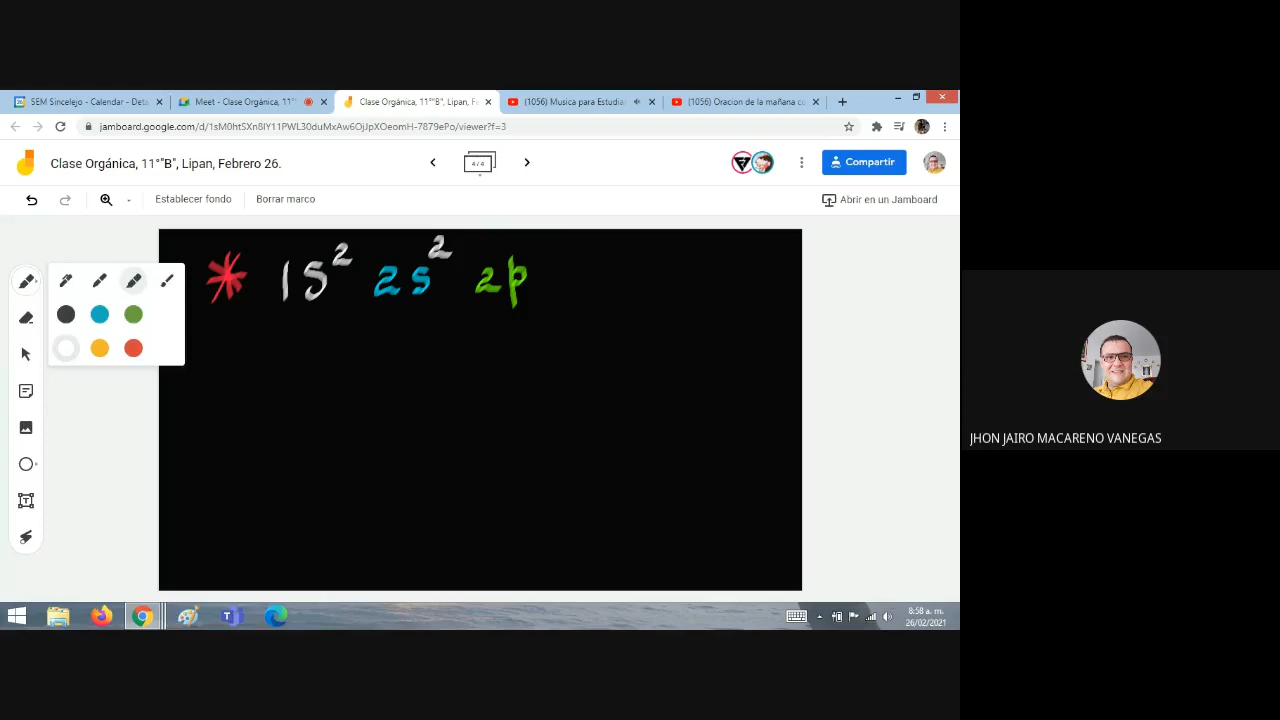 SEM Sincelejo - Calendar - Deta
Meet - Clase Orgánica, 11°
Clase Orgánica, 11°"B", Lipan, Fe
(1056) Musica para Estudia
(1056) Oracion de la mañana co
jamboard.google.com/d/1sM0htSXn8IY11PWL30duMxAw6OjJpXOeomH-7879ePo/viewer?f=3
Clase Orgánica, 11°"B", Lipan, Febrero 26.
4 / 4
Compartir
Establecer fondo
Borrar marco
Abrir en un Jamboard
* 1S² 2s² 2p
JHON JAIRO MACARENO VANEGAS
8:58 a. m.
26/02/2021